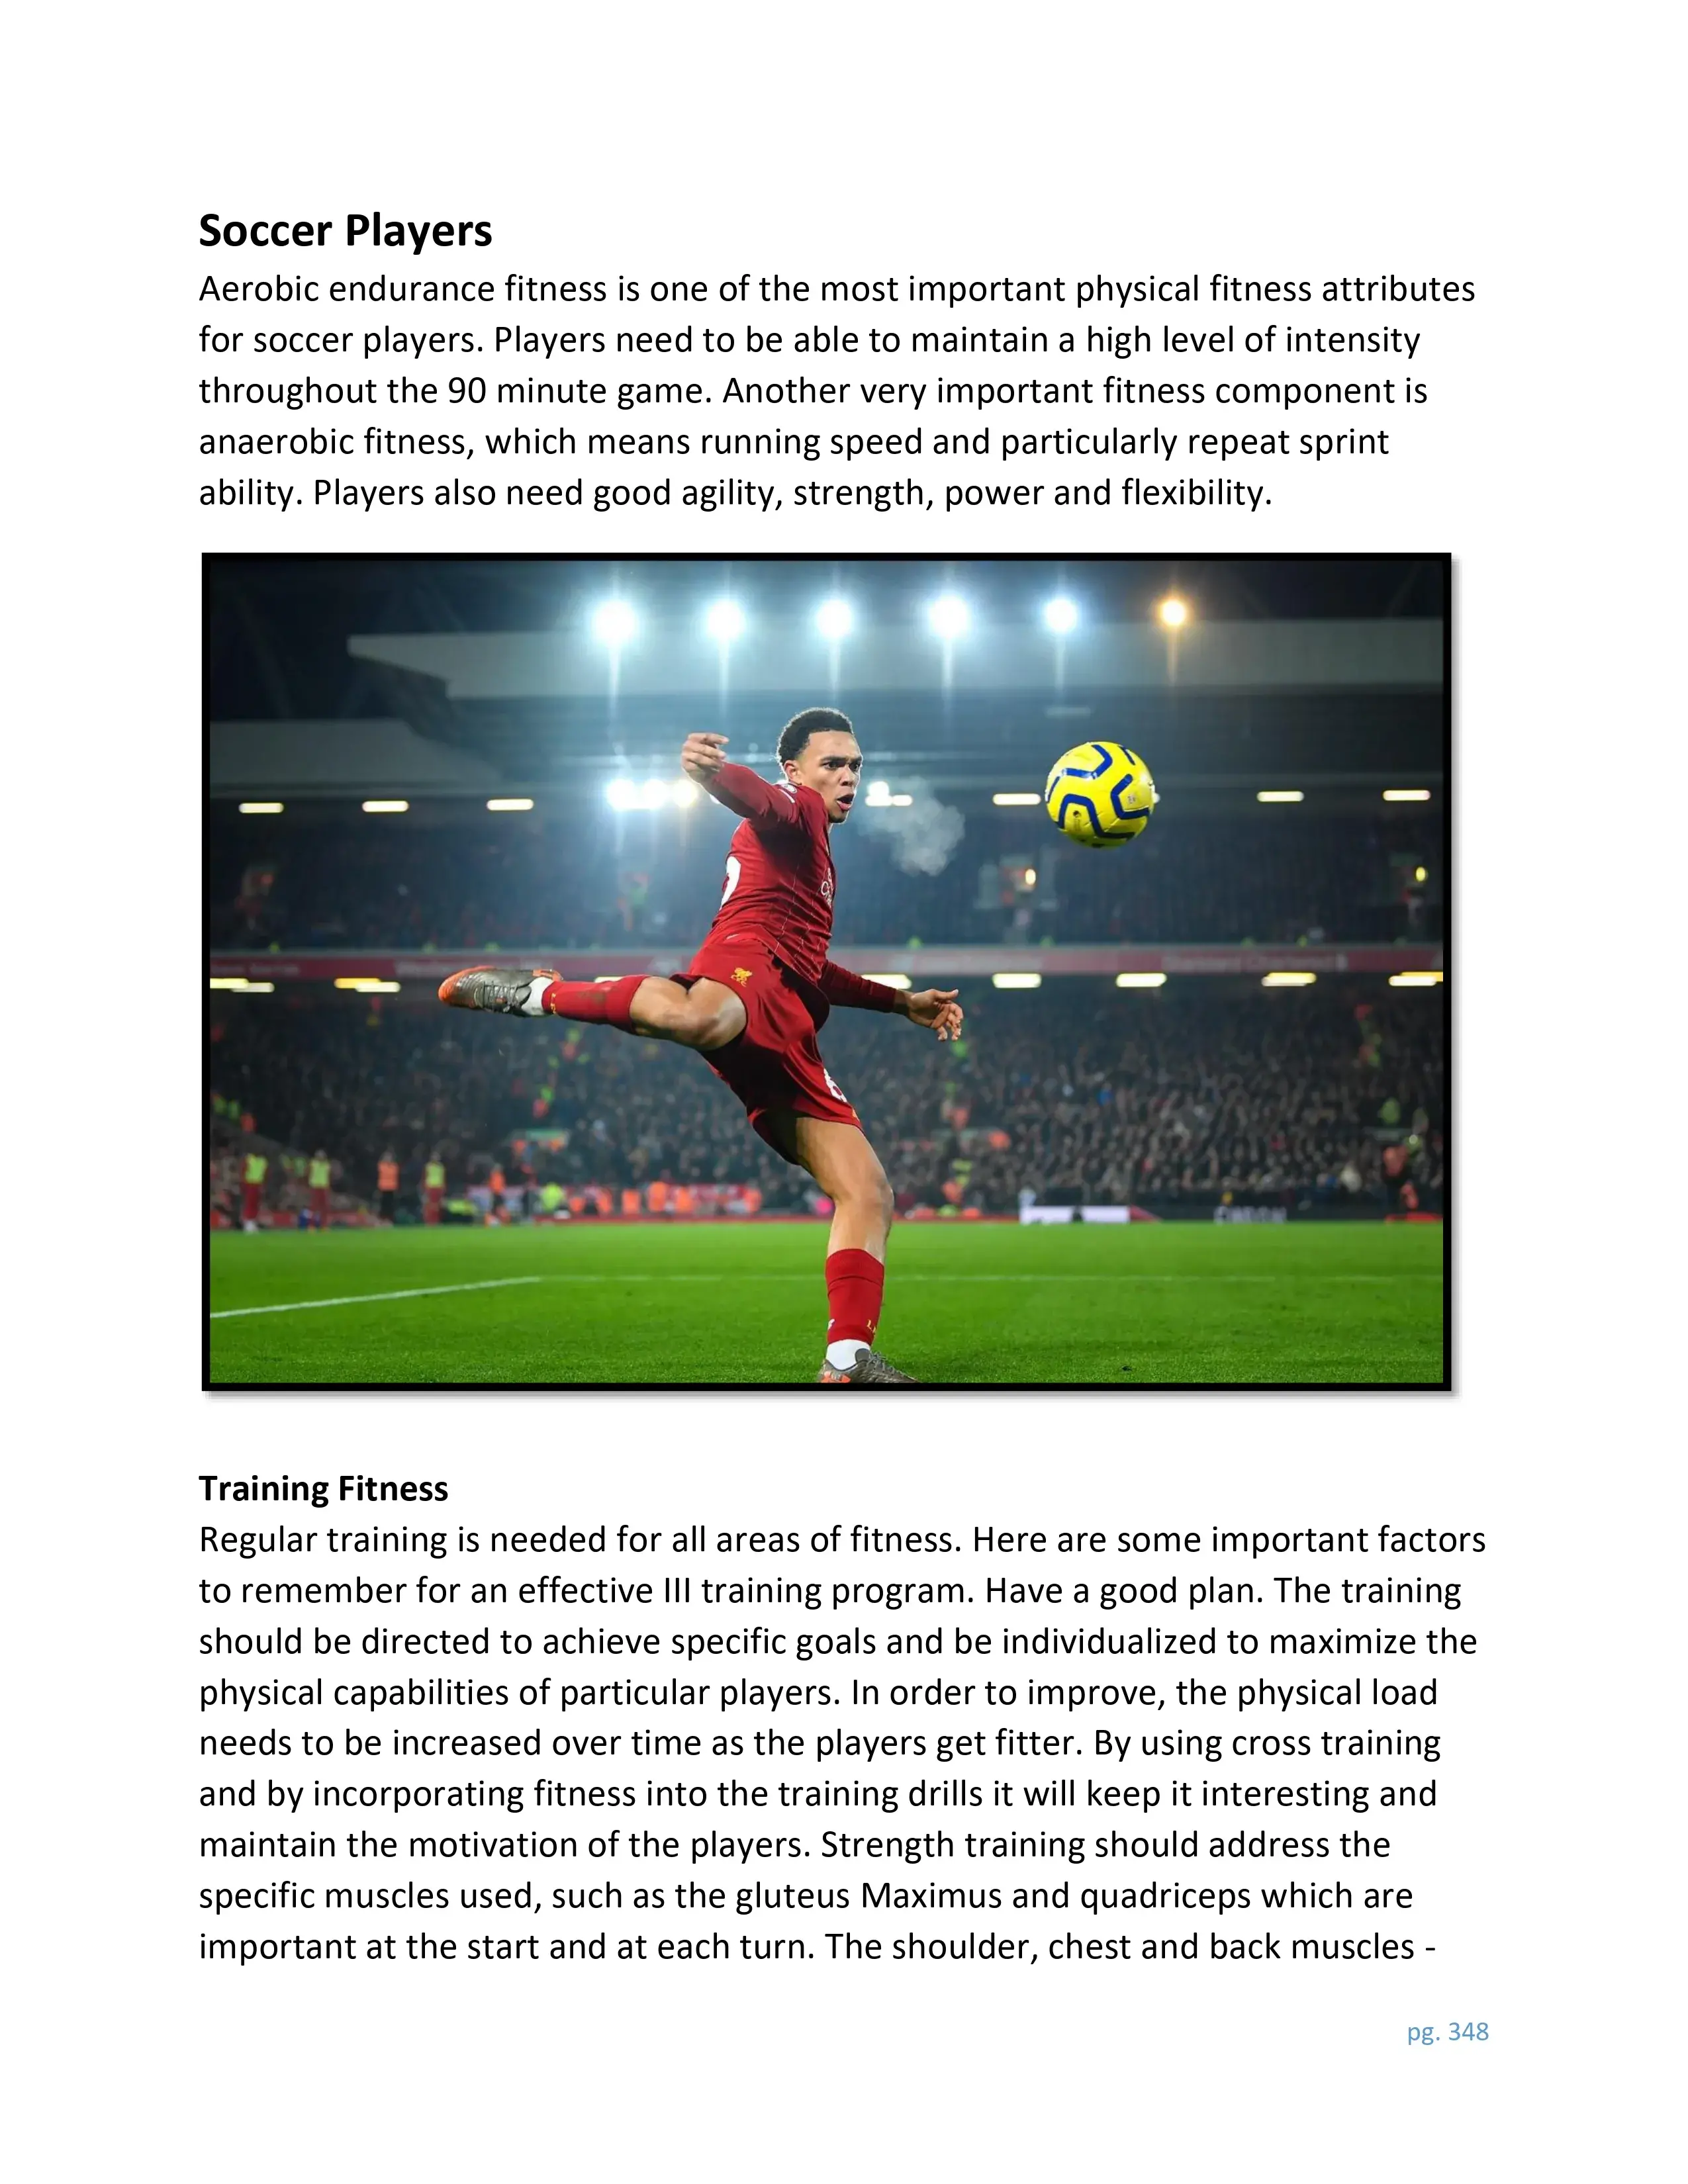 Soccer Players
Aerobic endurance fitness is one of the most important physical fitness attributes
for soccer players. Players need to be able to maintain a high level of intensity
throughout the 90 minute game. Another very important fitness component is
anaerobic fitness, which means running speed and particularly repeat sprint
ability. Players also need good agility, strength, power and flexibility.
Training Fitness
Regular training is needed for all areas of fitness. Here are some important factors
to remember for an effective III training program. Have a good plan. The training
should be directed to achieve specific goals and be individualized to maximize the
physical capabilities of particular players. In order to improve, the physical load
needs to be increased over time as the players get fitter. By using cross training
and by incorporating fitness into the training drills it will keep it interesting and
maintain the motivation of the players. Strength training should address the
specific muscles used, such as the gluteus Maximus and quadriceps which are
important at the start and at each turn. The shoulder, chest and back muscles -
pg. 348